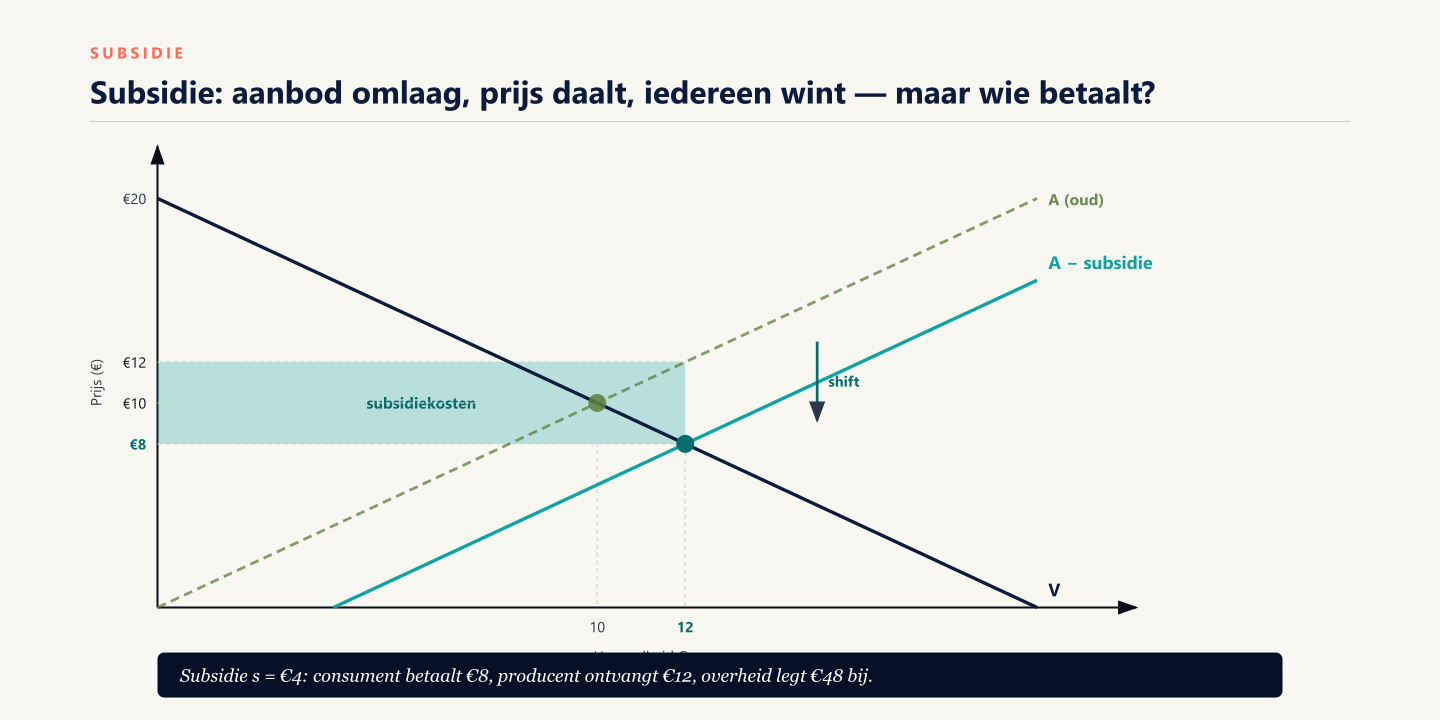 SUBSIDIE
Subsidie: aanbod omlaag, prijs daalt, iedereen wint — maar wie betaalt?
€20
A (oud)
A − subsidie
€12
Prijs (€)
shift
€10
subsidiekosten
€8
V
10
12
Subsidie s = €4: consument betaalt €8, producent ontvangt €12, overheid legt €48 bij.